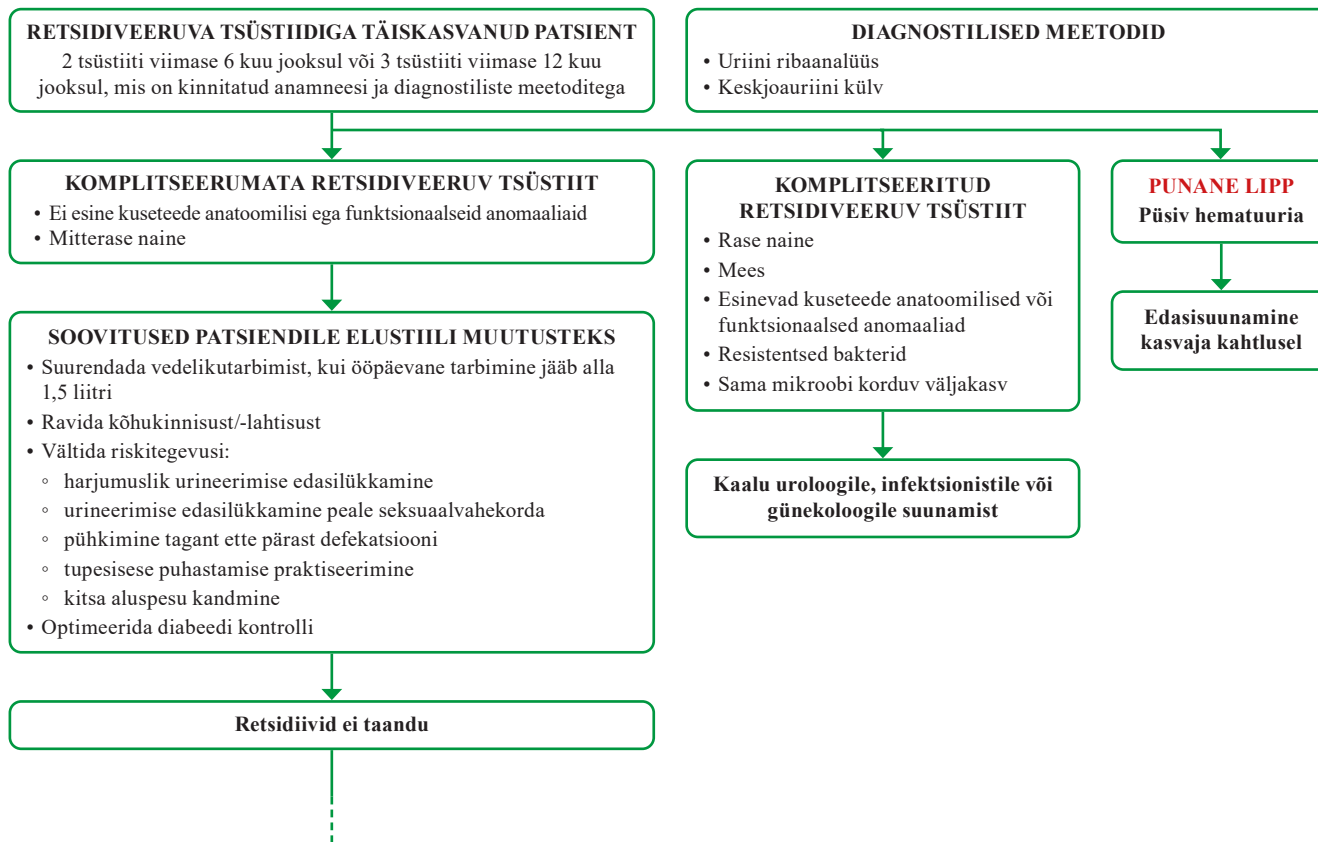 RETSIDIVEERUVA TSÜSTIIDIGA TÄISKASVANUD PATSIENT
2 tsüstiiti viimase 6 kuu jooksul või 3 tsüstiiti viimase 12 kuu
jooksul, mis on kinnitatud anamneesi ja diagnostiliste meetoditega
DIAGNOSTILISED MEETODID
• Uriini ribaanalüüs
• Keskjoauriini külv
KOMPLITSEERUMATA RETSIDIVEERUV TSÜSTIIT
• Ei esine kuseteede anatoomilisi ega funktsionaalseid anomaaliaid
• Mitterase naine
KOMPLITSEERITUD
RETSIDIVEERUV TSÜSTIIT
• Rase naine
• Mees
• Esinevad kuseteede anatoomilised või
funktsionaalsed anomaaliad
• Resistentsed bakterid
• Sama mikroobi korduv väljakasv
PUNANE LIPP
Püsiv hematuuria
SOOVITUSED PATSIENDILE ELUSTIILI MUUTUSTEKS
• Suurendada vedelikutarbimist, kui ööpäevane tarbimine jääb alla
1,5 liitri
• Ravida kõhukinnisust/-lahtisust
• Vältida riskitegevusi:
◦ harjumuslik urineerimise edasilükkamine
◦ urineerimise edasilükkamine peale seksuaalvahekorda
◦ pühkimine tagant ette pärast defekatsiooni
◦ tupesisese puhastamise praktiseerimine
◦ kitsa aluspesu kandmine
• Optimeerida diabeedi kontrolli
Kaalu uroloogile, infektsionistile või
günekoloogile suunamist
Edasisuunamine
kasvaja kahtlusel
Retsidiivid ei taandu